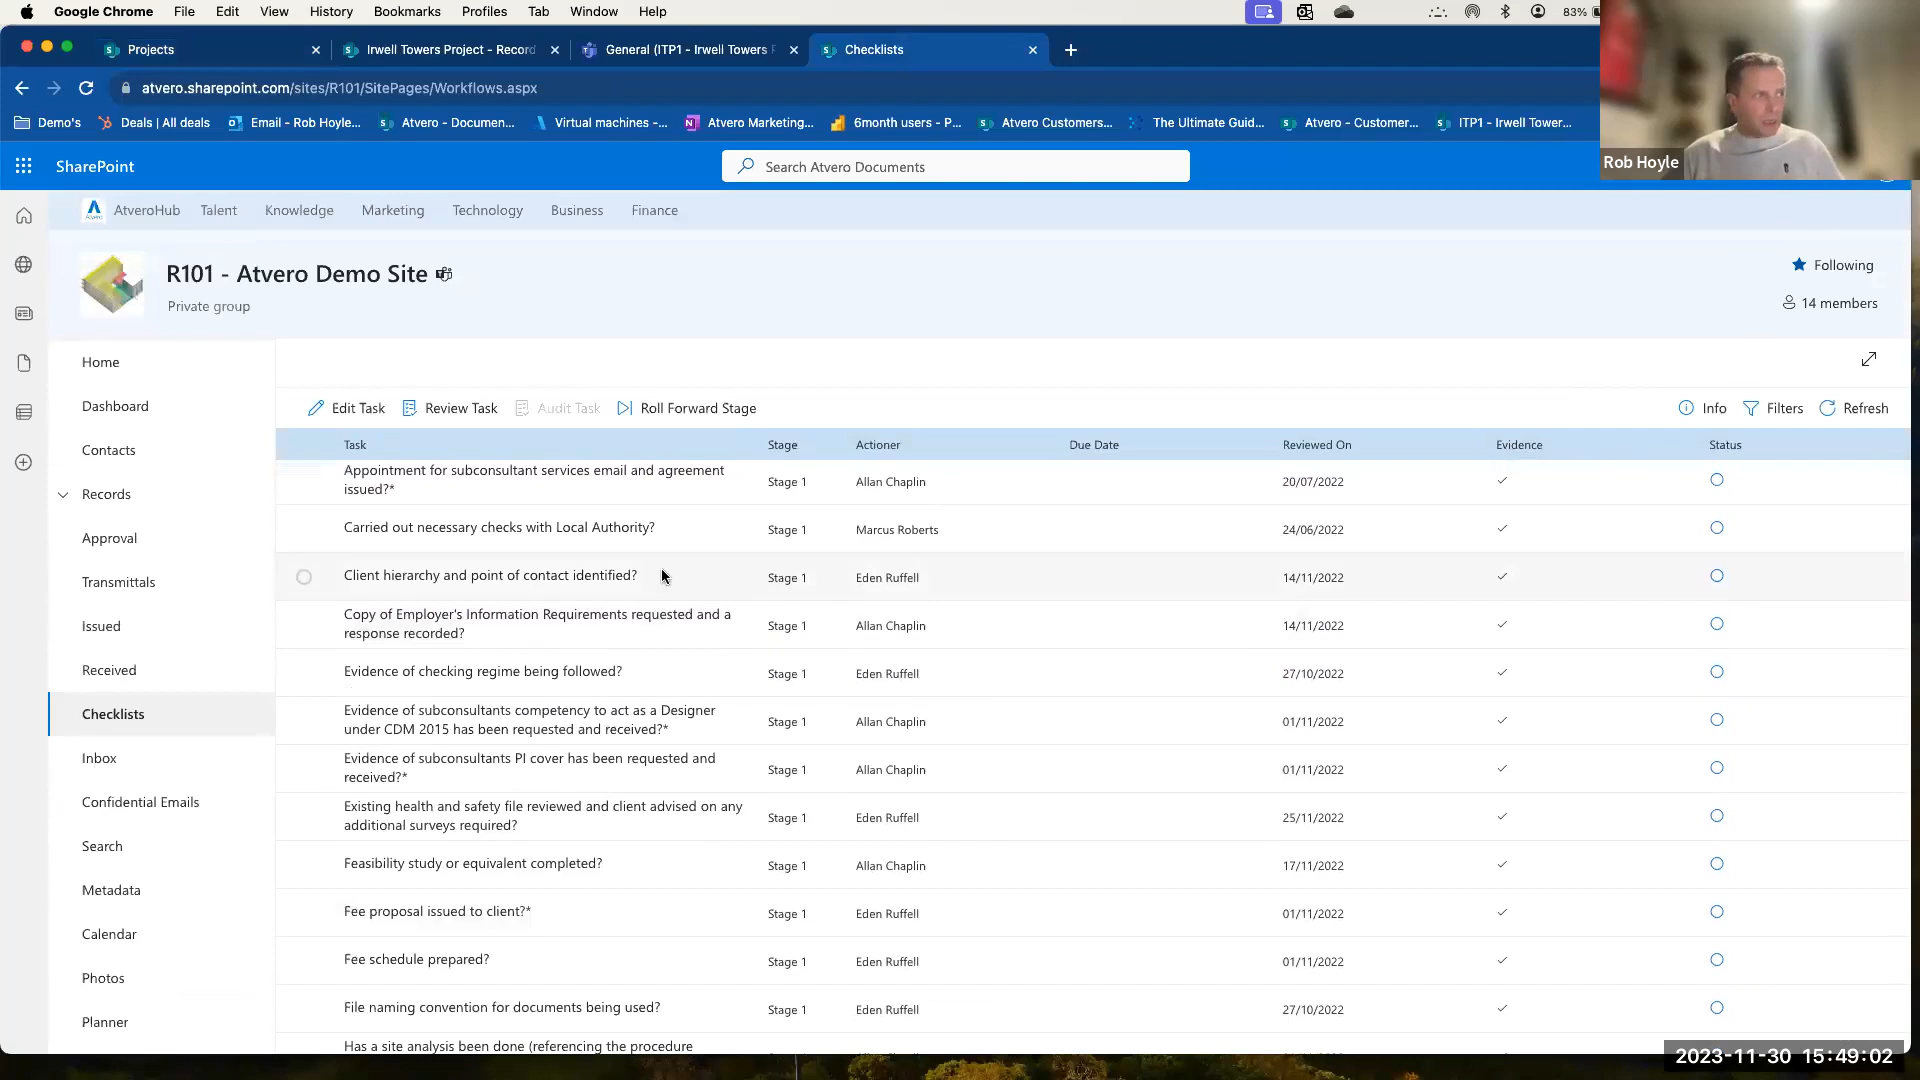 Google Chrome File Edit View History Bookmarks Profiles Tab Window Help 83%
Projects Irwell Towers Project - Record General (ITP1 - Irwell Towers P Checklists
atvero.sharepoint.com/sites/R101/SitePages/Workflows.aspx
Demo's Deals | All deals Email - Rob Hoyle... Atvero - Documen... Virtual machines -... Atvero Marketing... 6month users - P... Atvero Customers... The Ultimate Guid... Atvero - Customer... ITP1 - Irwell Tower...
Rob Hoyle
SharePoint Search Atvero Documents
AtveroHub Talent Knowledge Marketing Technology Business Finance
R101 - Atvero Demo Site
Private group
Following
14 members
Home
Dashboard
Contacts
Records
Approval
Transmittals
Issued
Received
Checklists
Inbox
Confidential Emails
Search
Metadata
Calendar
Photos
Planner
Edit Task Review Task Audit Task Roll Forward Stage Info Filters Refresh
Task Stage Actioner Due Date Reviewed On Evidence Status
Appointment for subconsultant services email and agreement
issued?* Stage 1 Allan Chaplin 20/07/2022
Carried out necessary checks with Local Authority? Stage 1 Marcus Roberts 24/06/2022
Client hierarchy and point of contact identified? Stage 1 Eden Ruffell 14/11/2022
Copy of Employer's Information Requirements requested and a
response recorded? Stage 1 Allan Chaplin 14/11/2022
Evidence of checking regime being followed? Stage 1 Eden Ruffell 27/10/2022
Evidence of subconsultants competency to act as a Designer
under CDM 2015 has been requested and received?* Stage 1 Allan Chaplin 01/11/2022
Evidence of subconsultants PI cover has been requested and
received?* Stage 1 Allan Chaplin 01/11/2022
Existing health and safety file reviewed and client advised on any
additional surveys required? Stage 1 Eden Ruffell 25/11/2022
Feasibility study or equivalent completed? Stage 1 Allan Chaplin 17/11/2022
Fee proposal issued to client?* Stage 1 Eden Ruffell 01/11/2022
Fee schedule prepared? Stage 1 Eden Ruffell 01/11/2022
File naming convention for documents being used? Stage 1 Eden Ruffell 27/10/2022
Has a site analysis been done (referencing the procedure
2023-11-30 15:49:02